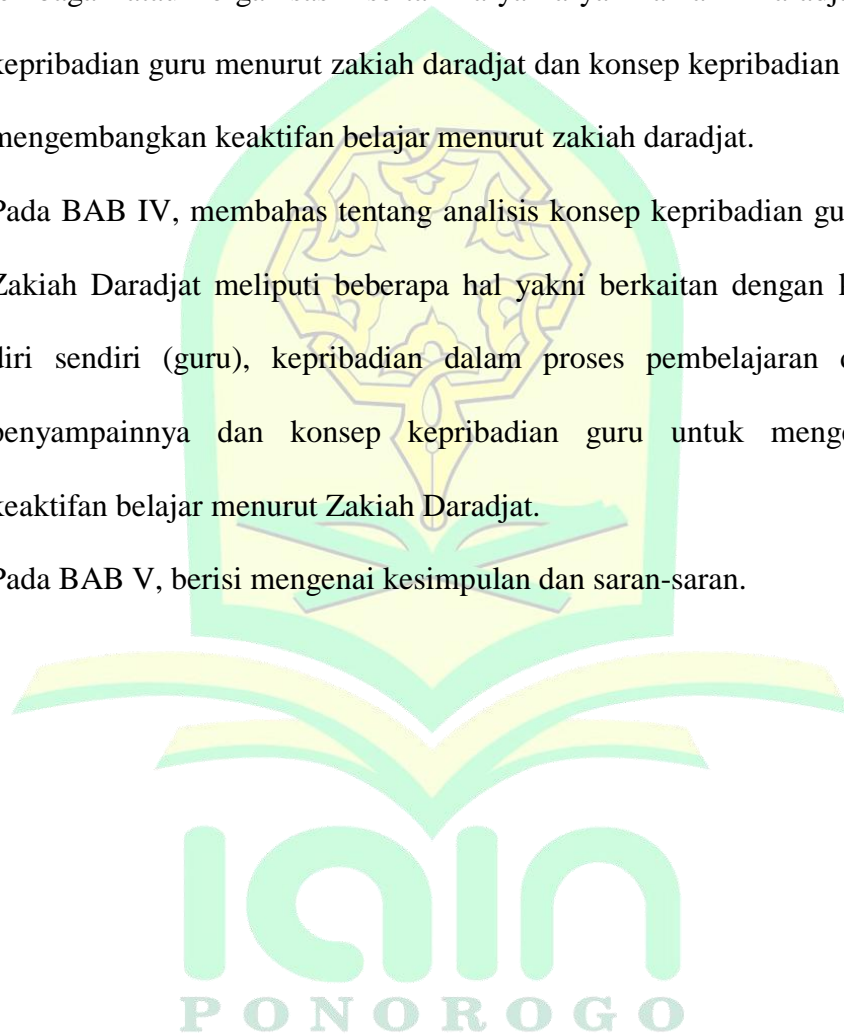 kepribadian guru menurut zakiah daradjat dan konsep kepribadian
mengembangkan keaktifan belajar menurut zakiah daradjat.
Pada BAB IV, membahas tentang analisis konsep kepribadian
Zakiah Daradjat meliputi beberapa hal yakni berkaitan dengan
diri sendiri (guru), kepribadian dalam proses pembelajaran
penyampainnya dan konsep kepribadian guru untuk
keaktifan belajar menurut Zakiah Daradjat.
Pada BAB V, berisi mengenai kesimpulan dan saran-saran.
iain
PONOROGO